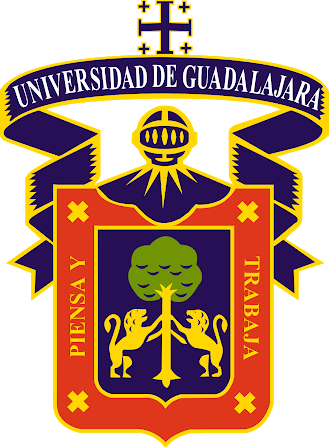 UNIVERSIDAD DE GUADALAJARA
PIENSA Y
TRABAJA